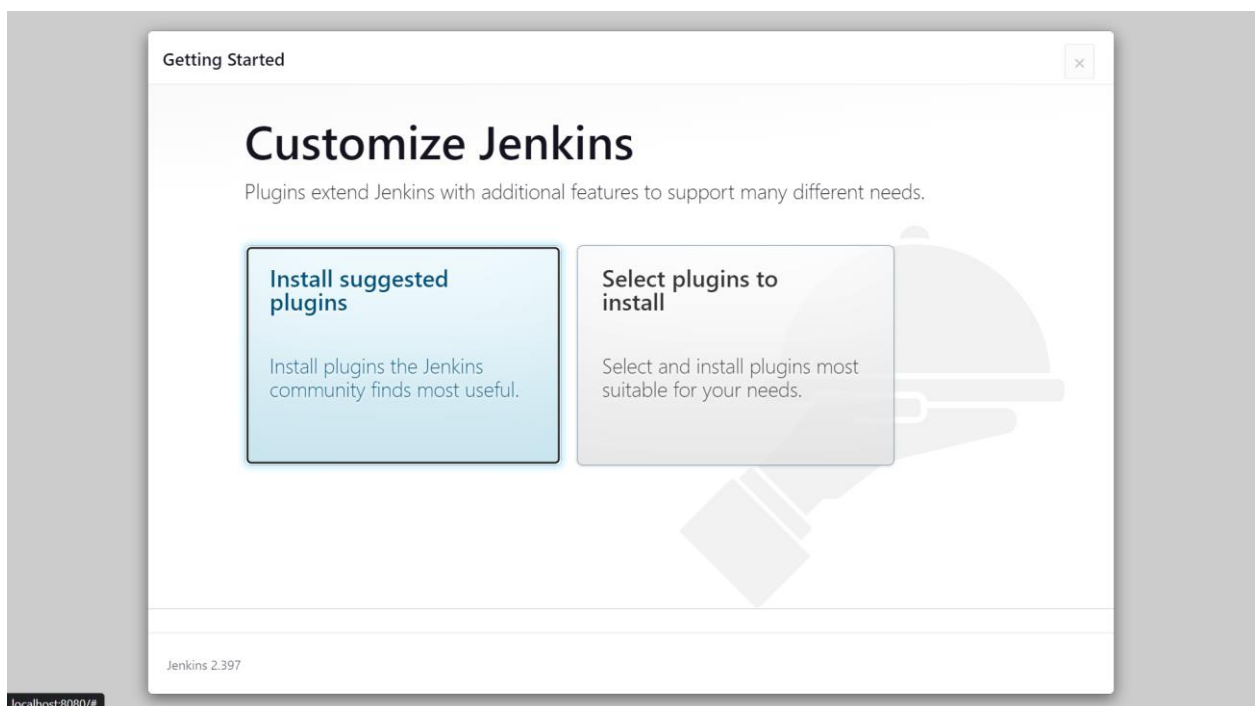 Getting Started
×
Customize Jenkins
Plugins extend Jenkins with additional features to support many different needs.
Install suggested
plugins
Install plugins the Jenkins
community finds most useful.
Select plugins to
install
Select and install plugins most
suitable for your needs.
Jenkins 2.397
localhost:8080/#